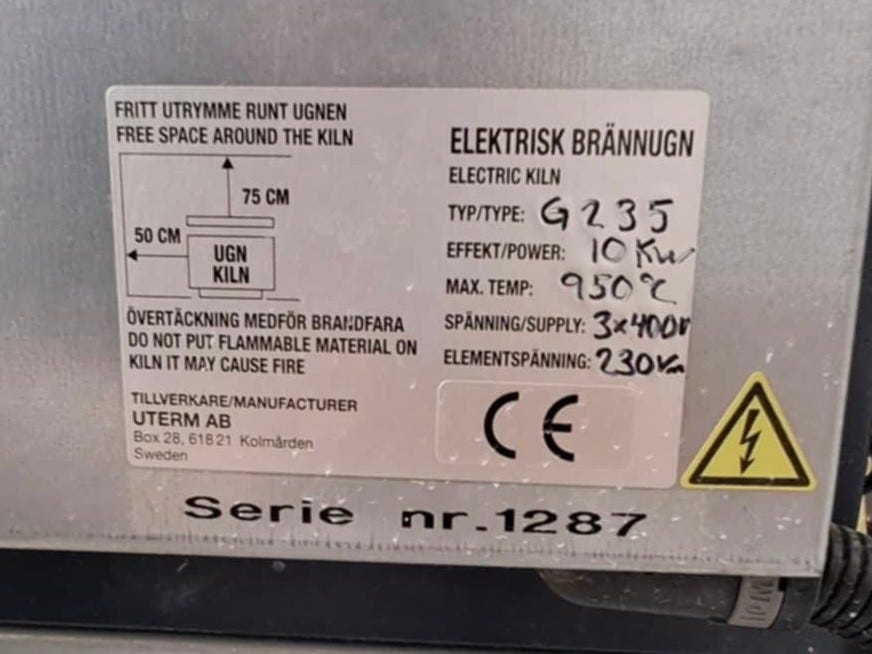 FRITT UTRYMME RUNT UGNEN
FREE SPACE AROUND THE KILN
75 CM
50 CM
UGN
KILN
ÖVERTÄCKNING MEDFÖR BRANDFARA
DO NOT PUT FLAMMABLE MATERIAL ON
KILN IT MAY CAUSE FIRE
TILLVERKARE/MANUFACTURER
UTERM AB
Box 28, 618 21 Kolmården
Sweden
ELEKTRISK BRÄNNUGN
ELECTRIC KILN
TYP/TYPE: G235
EFFEKT/POWER: 10 Kw
MAX. TEMP: 950°C
SPÄNNING/SUPPLY: 3x400v
ELEMENTSPÄNNING: 230v
CE
Serie nr.1287